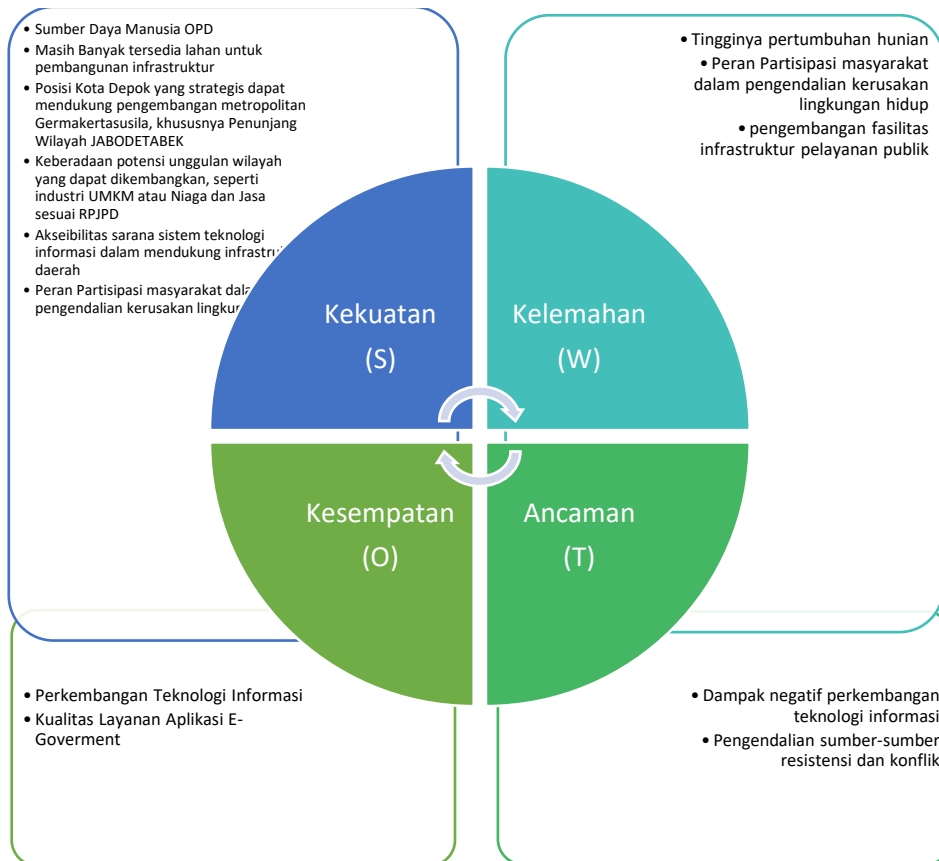 • Sumber Daya Manusia OPD
• Masih Banyak tersedia lahan untuk
pembangunan infrastruktur
• Posisi Kota Depok yang strategis dapat
mendukung pengembangan metropolitan
Germakertasusila, khususnya Penunjang
Wilayah JABODETABEK
• Keberadaan potensi unggulan wilayah
yang dapat dikembangkan, seperti
industri UMKM atau Niaga dan Jasa
sesuai RPJPD
• Akseibilitas sarana sistem teknologi
informasi dalam mendukung
daerah
• Peran Partisipasi masyarakat
pengendalian kerusakan
• Tingginya pertumbuhan hunian
• Peran Partisipasi masyarakat
dalam pengendalian kerusakan
lingkungan hidup
• pengembangan fasilitas
infrastruktur pelayanan publik
Kekuatan
(S)
Kelemahan
(W)
Kesempatan
(O)
Ancaman
(T)
• Perkembangan Teknologi Informasi
• Kualitas Layanan Aplikasi E-
Goverment
• Dampak negatif perkembangan
teknologi informasi
• Pengendalian sumber-sumber
resistensi dan konflik